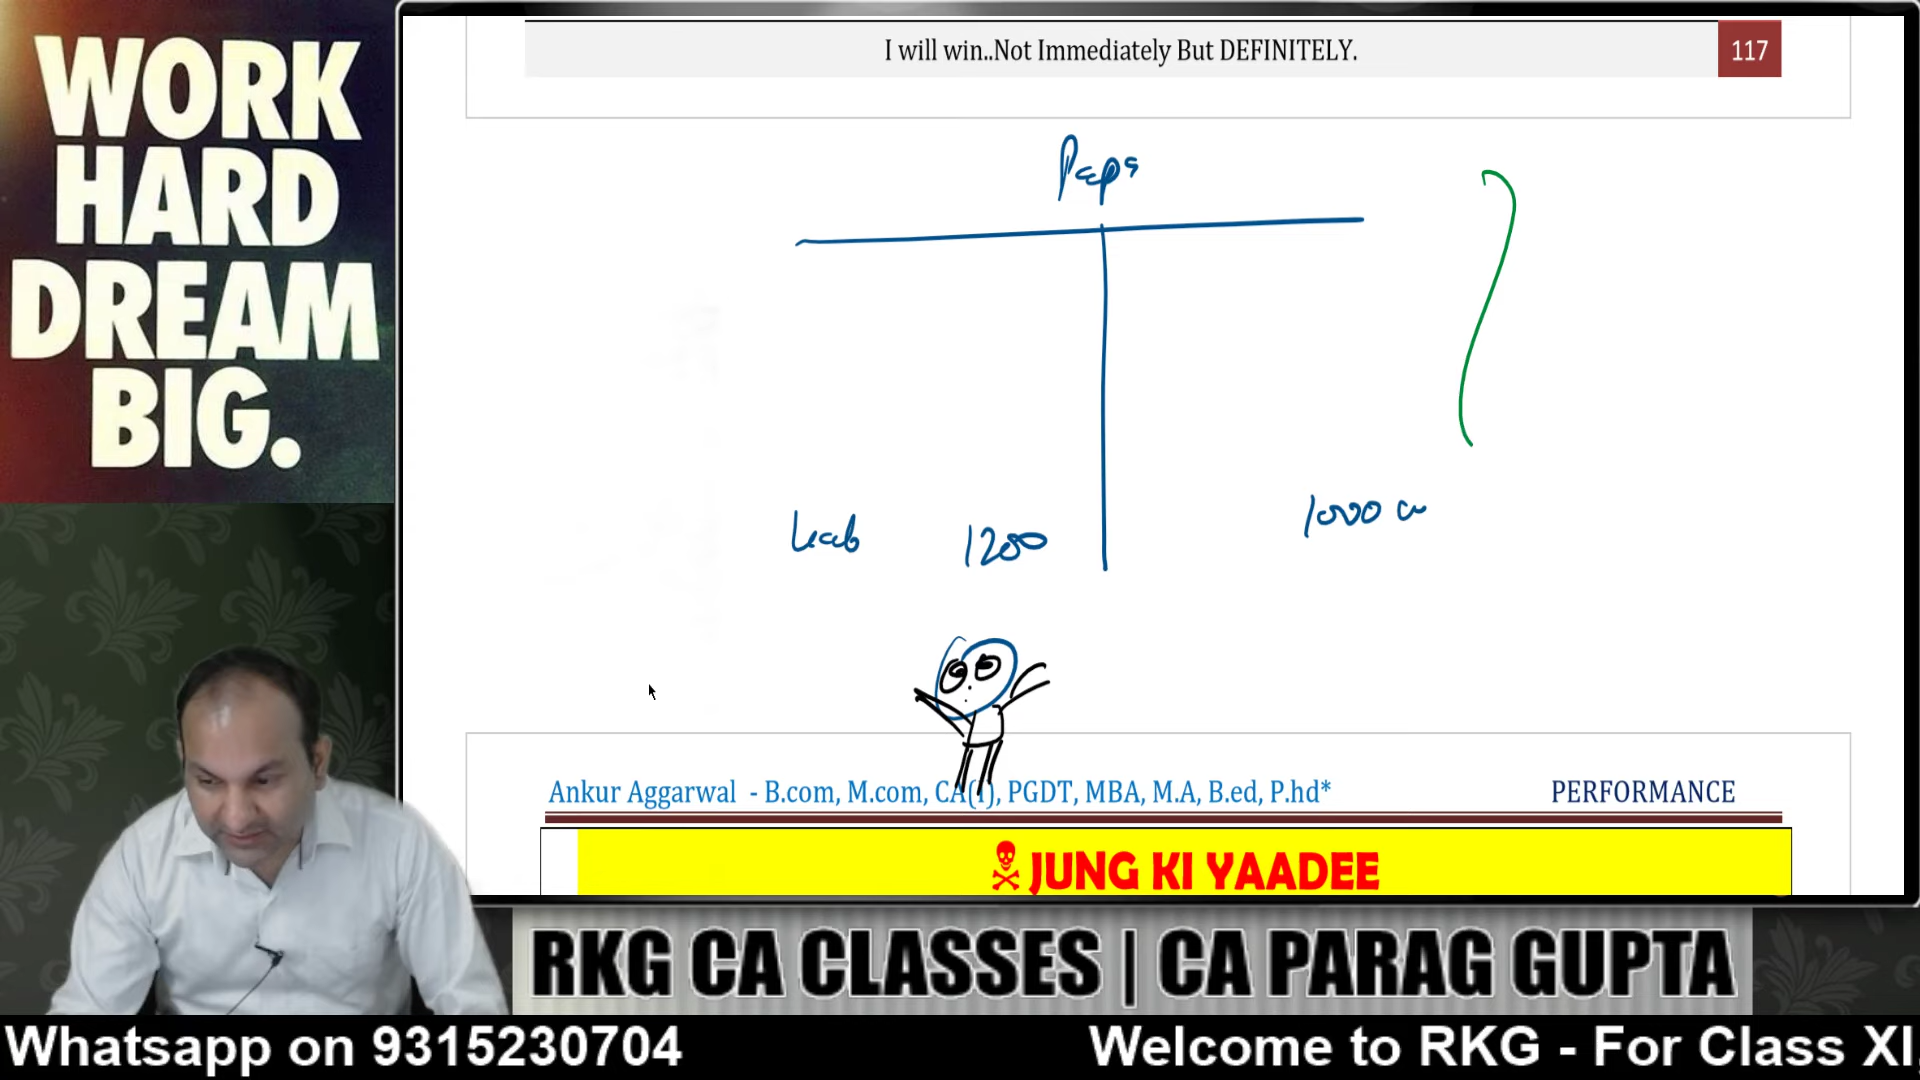 WORK
HARD
DREAM
BIG.
I will win..Not Immediately But DEFINITELY.
117
1200
1000 cr
Ankur Aggarwal - B.com, M.com, CA(I), PGDT, MBA, M.A, B.ed, P.hd*
PERFORMANCE
JUNG KI YAADEE
RKG CA CLASSES | CA PARAG GUPTA
Whatsapp on 9315230704
Welcome to RKG - For Class XI